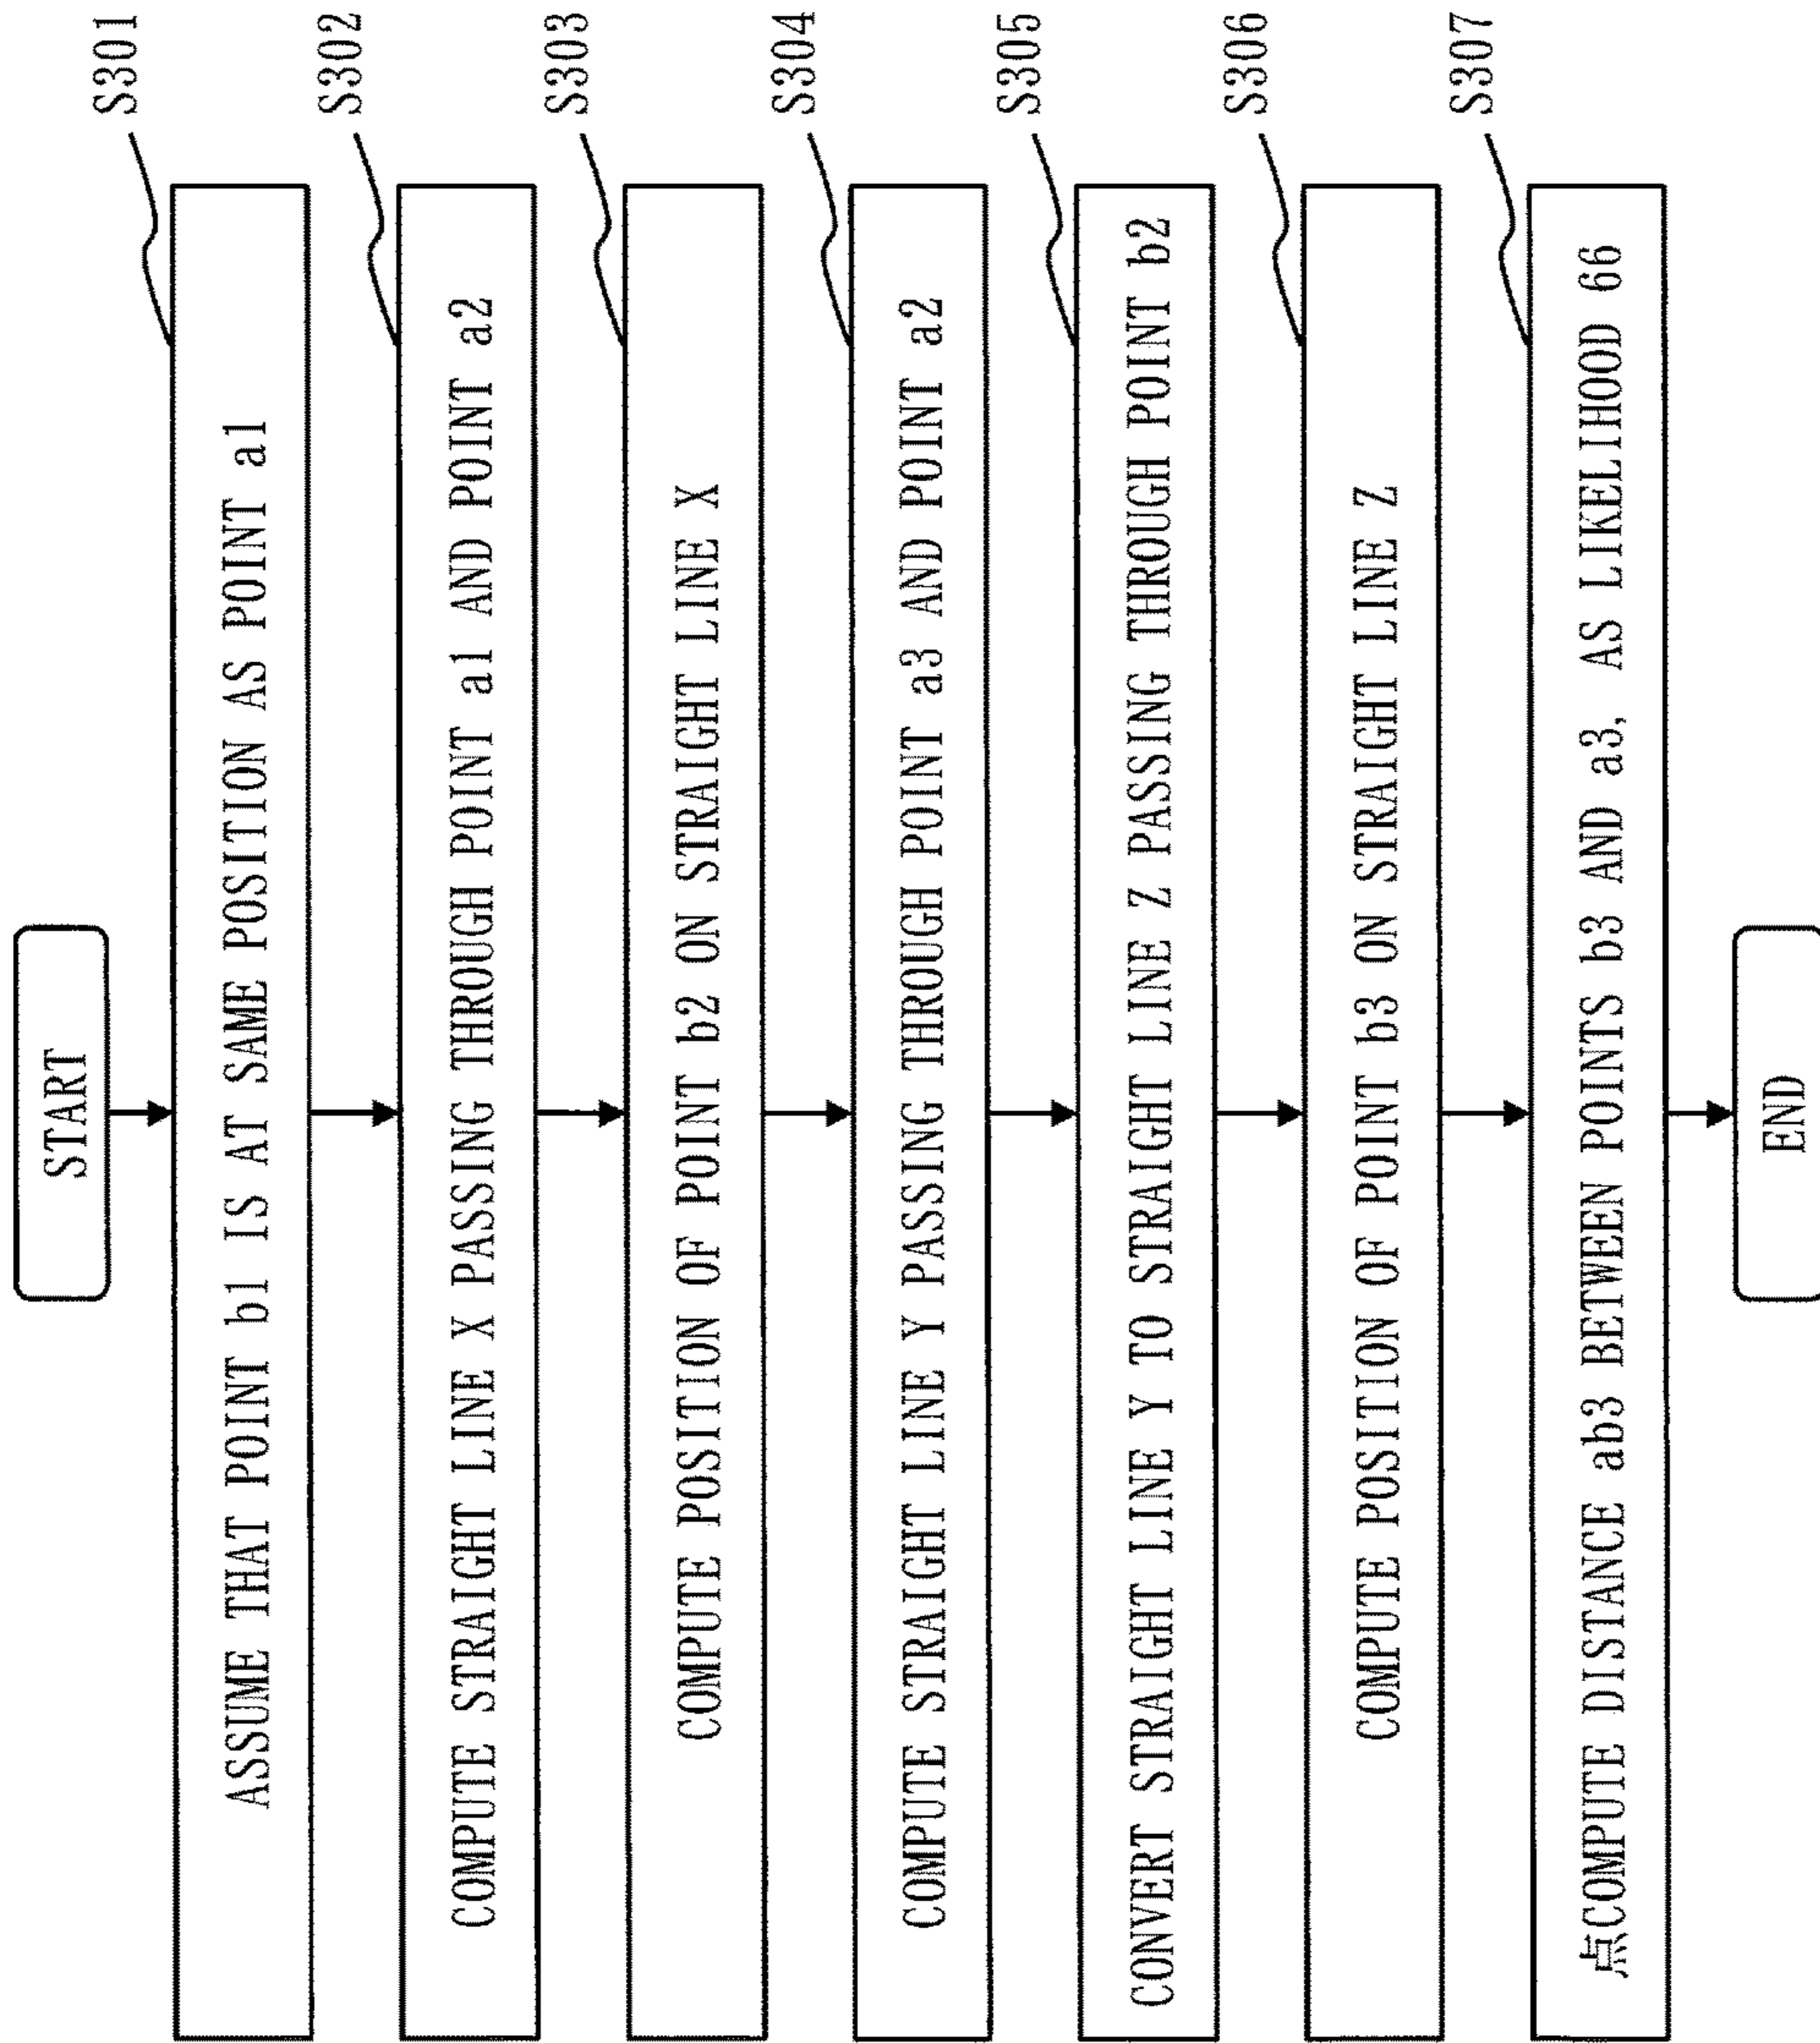 START
S301
ASSUME THAT POINT b1 IS AT SAME POSITION AS POINT a1
S302
COMPUTE STRAIGHT LINE X PASSING THROUGH POINT a1 AND POINT a2
S303
COMPUTE POSITION OF POINT b2 ON STRAIGHT LINE X
S304
COMPUTE STRAIGHT LINE Y PASSING THROUGH POINT a3 AND POINT a2
S305
CONVERT STRAIGHT LINE Y TO STRAIGHT LINE Z PASSING THROUGH POINT b2
S306
COMPUTE POSITION OF POINT b3 ON STRAIGHT LINE Z
S307
点COMPUTE DISTANCE ab3 BETWEEN POINTS b3 AND a3, AS LIKELIHOOD 66
END